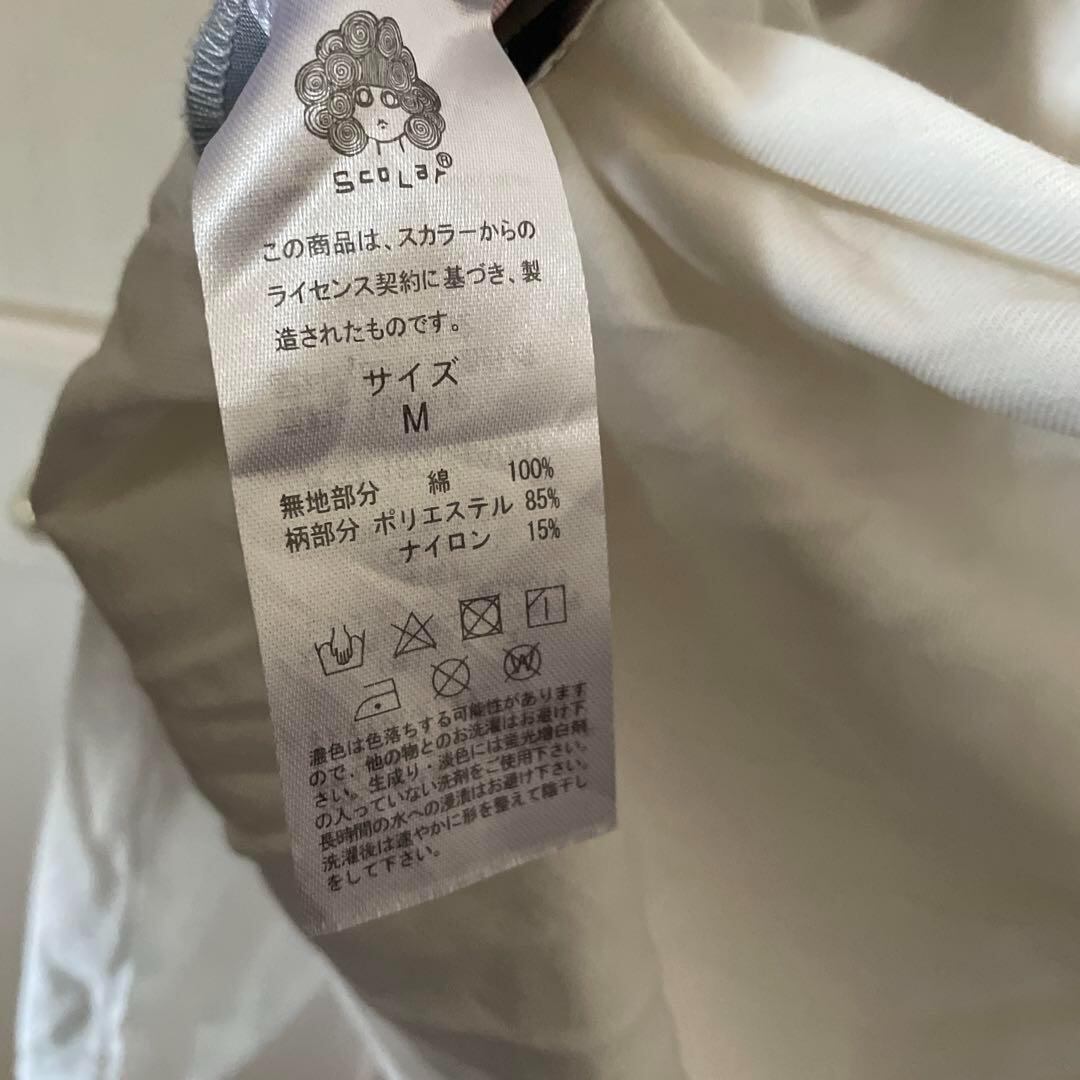 ScoLar®
この商品は、スカラーからの
ライセンス契約に基づき、製
造されたものです。
サイズ
M
無地部分 綿 100%
柄部分 ポリエステル 85%
ナイロン 15%
W
濃色は色落ちする可能性があります
ので、他の物とのお洗濯はお避け下
さい。生成り・淡色には蛍光増白剤
の入っていない洗剤をご使用下さい。
長時間の水への浸漬はお避け下さい。
洗濯後は速やかに形を整えて陰干し
をして下さい。